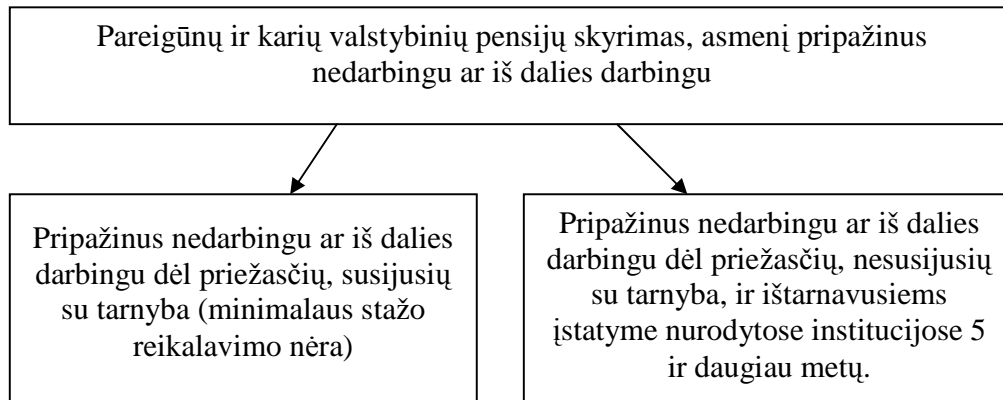 Pareigūnų ir karių valstybinių pensijų skyrimas, asmenį pripažinus
nedarbingu ar iš dalies darbingu
Pripažinus nedarbingu ar iš dalies
darbingu dėl priežasčių, susijusių
su tarnyba (minimalaus stažo
reikalavimo nėra)
Pripažinus nedarbingu ar iš dalies
darbingu dėl priežasčių, nesusijusių
su tarnyba, ir ištarnavusiems
įstatyme nurodytose institucijose 5
ir daugiau metų.